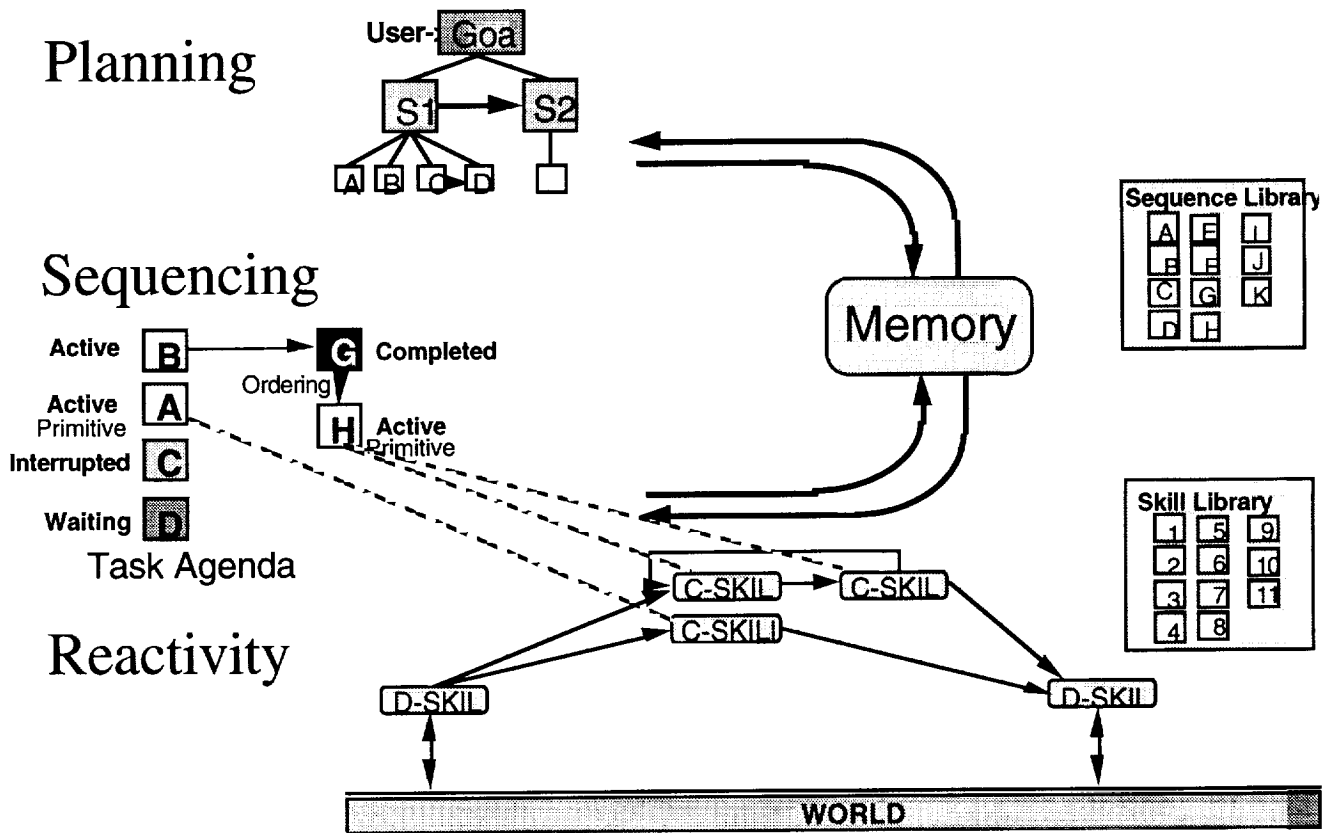 Planning
User-
Goa
S1
S2
A B C D
Sequence Library
A E I
B E J
C G K
D H
Memory
Sequencing
Active B
G Completed
Ordering
Active A
Primitive
H Active
Primitive
Interrupted C
Waiting D
Task Agenda
Skill Library
1 5 9
2 6 10
3 7 11
4 8
C-SKIL
C-SKIL
C-SKILI
Reactivity
D-SKIL
D-SKIL
WORLD